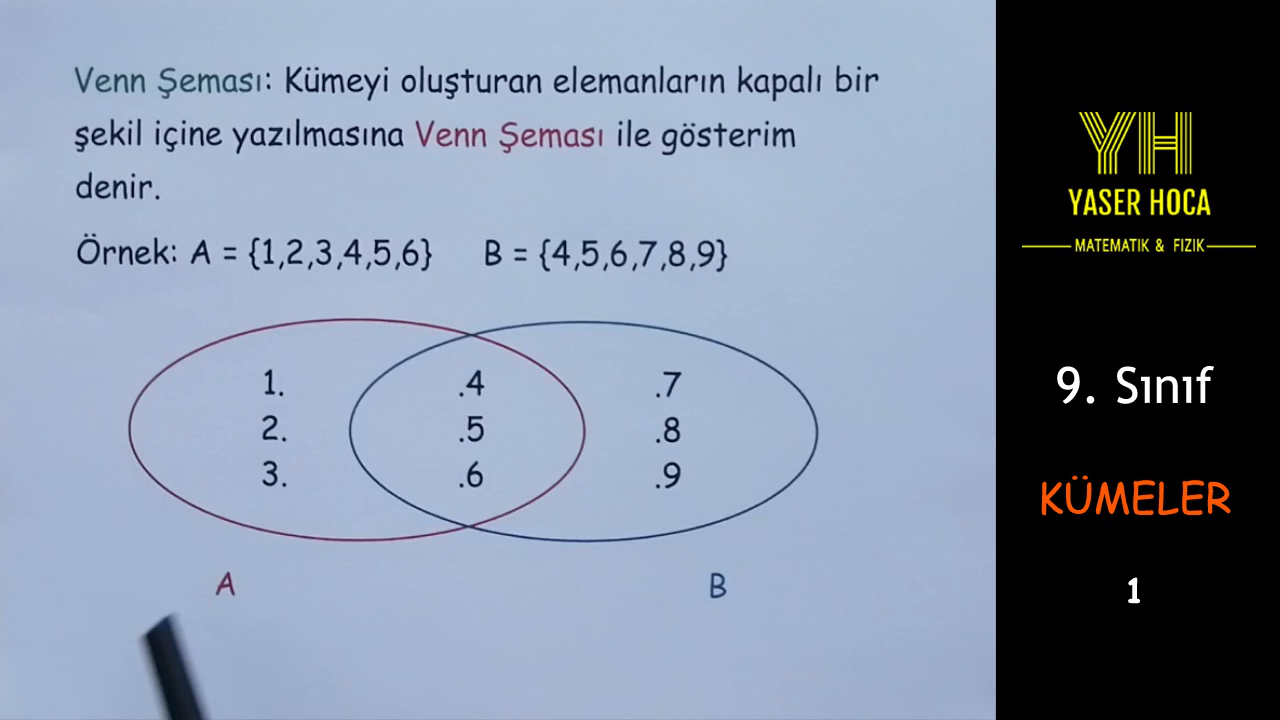 Venn Şeması: Kümeyi oluşturan elemanların kapalı bir
şekil içine yazılmasına Venn Şeması ile gösterim
denir.
Örnek: A = {1,2,3,4,5,6} B = {4,5,6,7,8,9}
1. .4 .7
2. .5 .8
3. .6 .9
A B
YH
YASER HOCA
MATEMATIK & FIZIK
9. Sınıf
KÜMELER
1